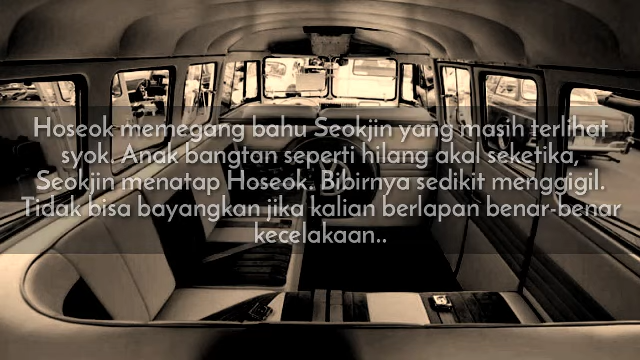 Hoseok memegang bahu Seokjin yang masih terlihat
syok. Anak bangtan seperti hilang akal seketika,
Seokjin menatap Hoseok. Bibirnya sedikit menggigil.
Tidak bisa bayangkan jika kalian berlapan benar-benar
kecelakaan..